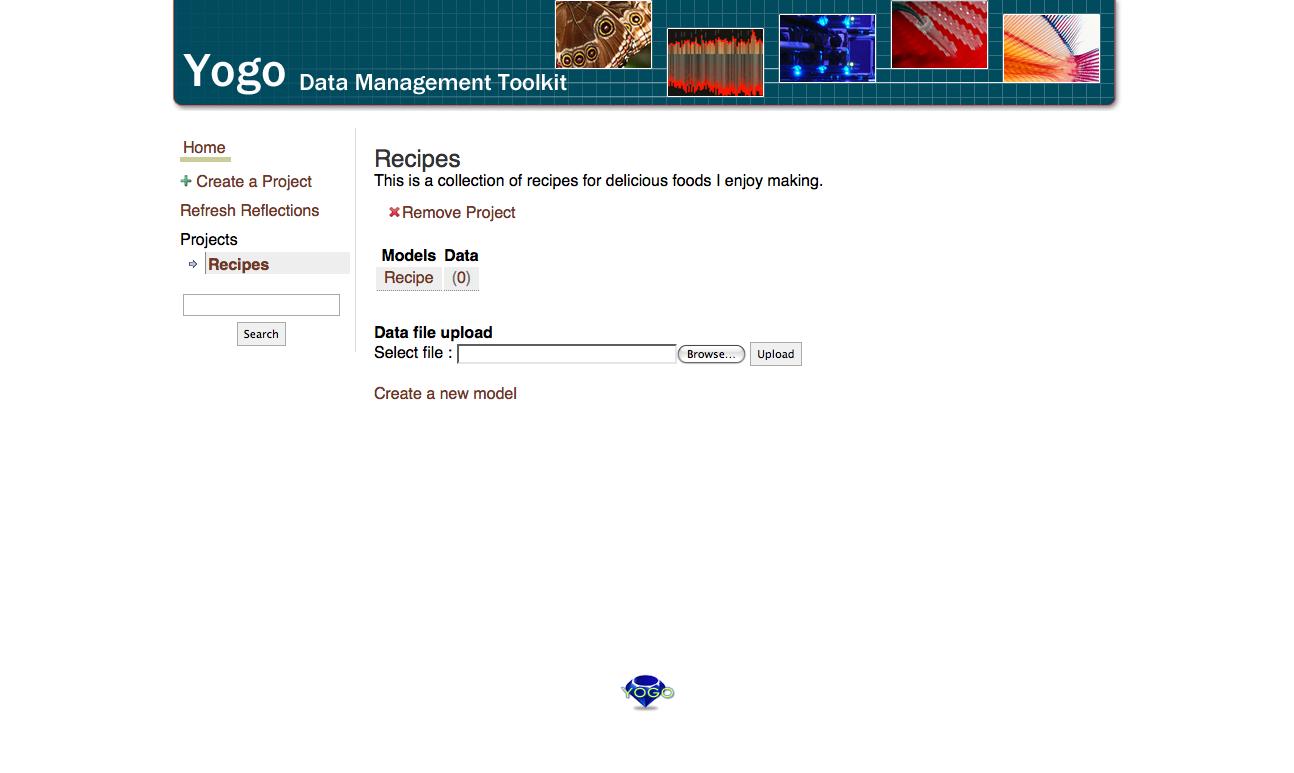 Yogo Data Management Toolkit
Home
Create a Project
Refresh Reflections
Projects
Recipes
Search
Recipes
This is a collection of recipes for delicious foods I enjoy making.
Remove Project
Models Data
Recipe (0)
Data file upload
Select file : Browse... Upload
Create a new model
YOGO